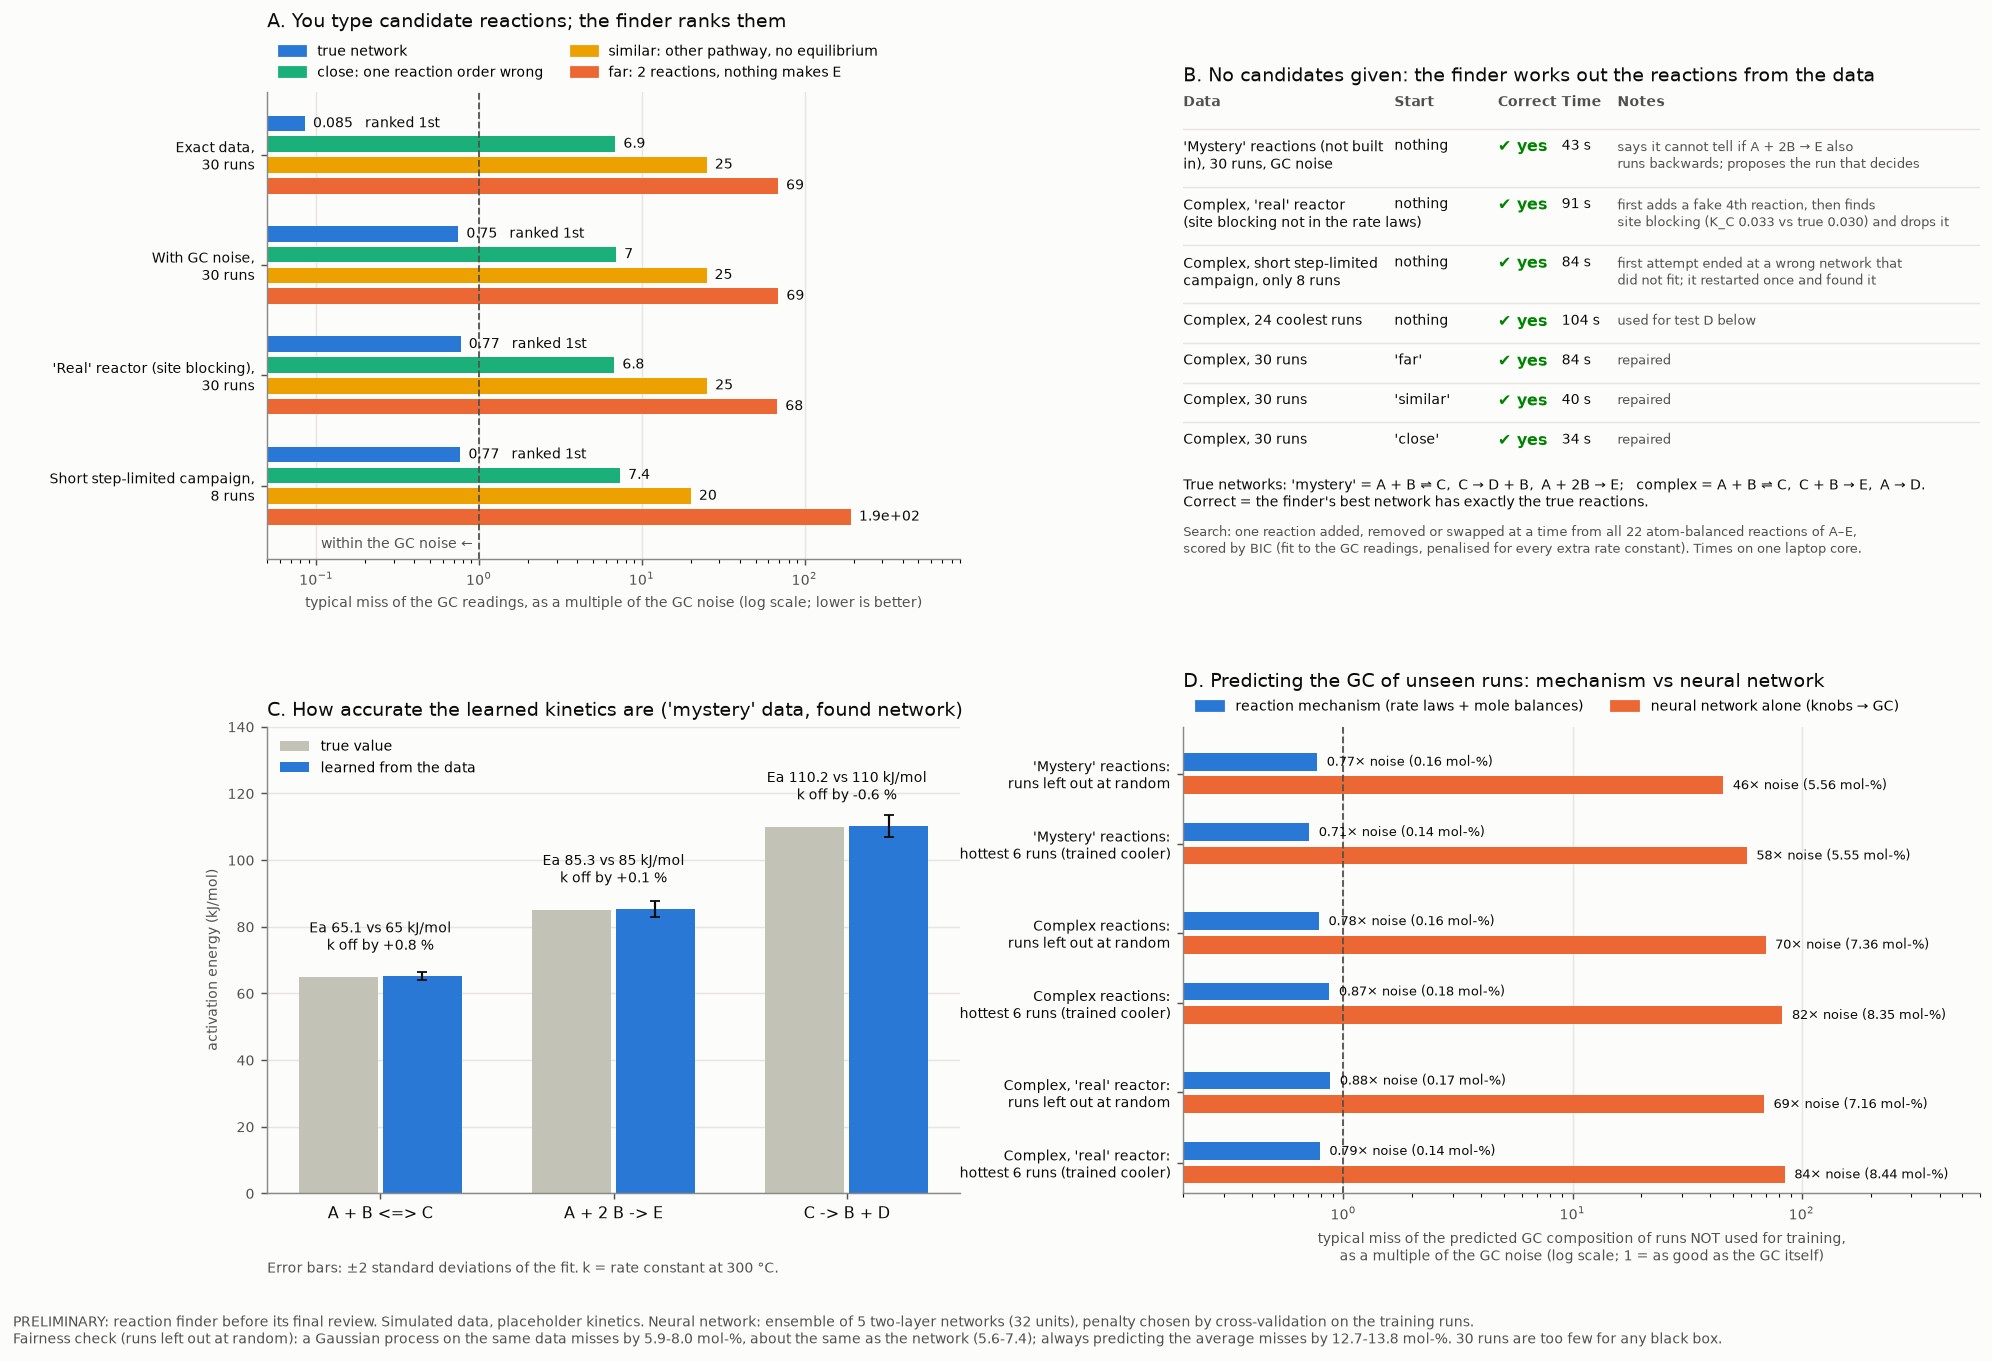 A. You type candidate reactions; the finder ranks them
true network
close: one reaction order wrong
similar: other pathway, no equilibrium
far: 2 reactions, nothing makes E
Exact data,
30 runs
0.085 ranked 1st
6.9
25
69
With GC noise,
30 runs
0.75 ranked 1st
7
25
69
'Real' reactor (site blocking),
30 runs
0.77 ranked 1st
6.8
25
68
Short step-limited campaign,
8 runs
0.77 ranked 1st
7.4
20
1.9e+02
within the GC noise ←
10⁻¹ 10⁰ 10¹ 10²
typical miss of the GC readings, as a multiple of the GC noise (log scale; lower is better)
B. No candidates given: the finder works out the reactions from the data
Data Start Correct Time Notes
'Mystery' reactions (not built nothing ✔ yes 43 s says it cannot tell if A + 2B → E also
in), 30 runs, GC noise runs backwards; proposes the run that decides
Complex, 'real' reactor nothing ✔ yes 91 s first adds a fake 4th reaction, then finds
(site blocking not in the rate laws) site blocking (K_C 0.033 vs true 0.030) and drops it
Complex, short step-limited nothing ✔ yes 84 s first attempt ended at a wrong network that
campaign, only 8 runs did not fit; it restarted once and found it
Complex, 24 coolest runs nothing ✔ yes 104 s used for test D below
Complex, 30 runs 'far' ✔ yes 84 s repaired
Complex, 30 runs 'similar' ✔ yes 40 s repaired
Complex, 30 runs 'close' ✔ yes 34 s repaired
True networks: 'mystery' = A + B ⇌ C, C → D + B, A + 2B → E; complex = A + B ⇌ C, C + B → E, A → D.
Correct = the finder's best network has exactly the true reactions.
Search: one reaction added, removed or swapped at a time from all 22 atom-balanced reactions of A–E,
scored by BIC (fit to the GC readings, penalised for every extra rate constant). Times on one laptop core.
C. How accurate the learned kinetics are ('mystery' data, found network)
true value
learned from the data
activation energy (kJ/mol)
140
120
100
80
60
40
20
0
Ea 65.1 vs 65 kJ/mol
k off by +0.8 %
Ea 85.3 vs 85 kJ/mol
k off by +0.1 %
Ea 110.2 vs 110 kJ/mol
k off by -0.6 %
A + B <=> C
A + 2 B -> E
C -> B + D
Error bars: ±2 standard deviations of the fit. k = rate constant at 300 °C.
D. Predicting the GC of unseen runs: mechanism vs neural network
reaction mechanism (rate laws + mole balances)
neural network alone (knobs → GC)
'Mystery' reactions:
runs left out at random
0.77× noise (0.16 mol-%)
46× noise (5.56 mol-%)
'Mystery' reactions:
hottest 6 runs (trained cooler)
0.71× noise (0.14 mol-%)
58× noise (5.55 mol-%)
Complex reactions:
runs left out at random
0.78× noise (0.16 mol-%)
70× noise (7.36 mol-%)
Complex reactions:
hottest 6 runs (trained cooler)
0.87× noise (0.18 mol-%)
82× noise (8.35 mol-%)
Complex, 'real' reactor:
runs left out at random
0.88× noise (0.17 mol-%)
69× noise (7.16 mol-%)
Complex, 'real' reactor:
hottest 6 runs (trained cooler)
0.79× noise (0.14 mol-%)
84× noise (8.44 mol-%)
10⁰ 10¹ 10²
typical miss of the predicted GC composition of runs NOT used for training,
as a multiple of the GC noise (log scale; 1 = as good as the GC itself)
PRELIMINARY: reaction finder before its final review. Simulated data, placeholder kinetics. Neural network: ensemble of 5 two-layer networks (32 units), penalty chosen by cross-validation on the training runs.
Fairness check (runs left out at random): a Gaussian process on the same data misses by 5.9-8.0 mol-%, about the same as the network (5.6-7.4); always predicting the average misses by 12.7-13.8 mol-%. 30 runs are too few for any black box.